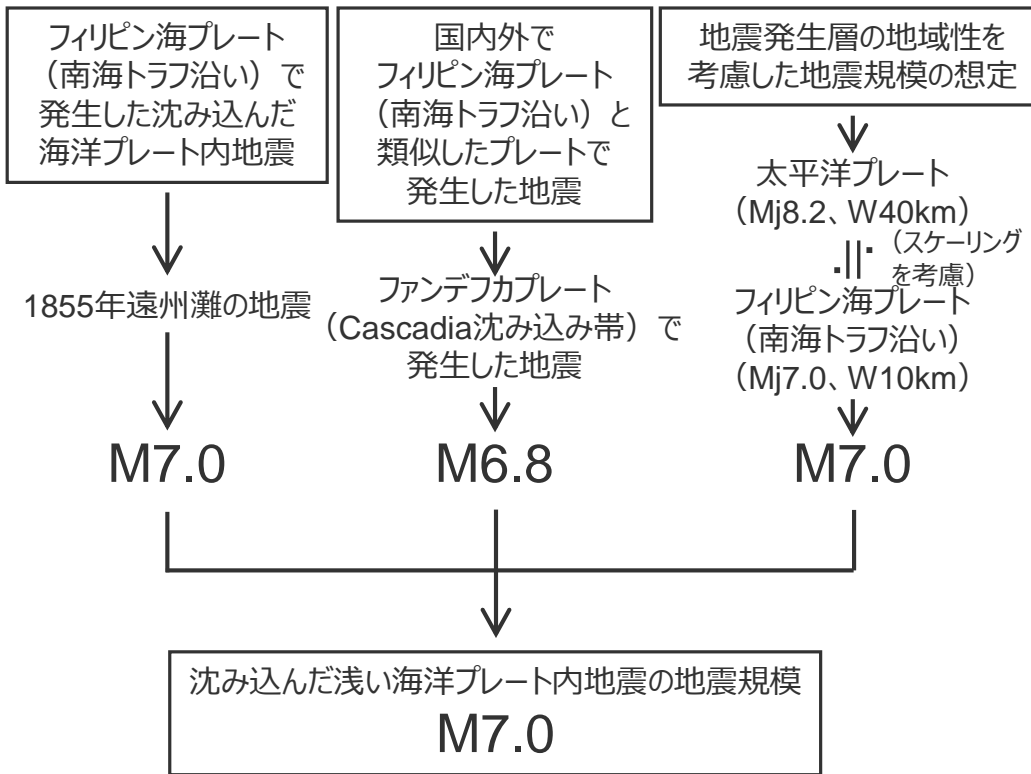 フィリピン海プレート
（南海トラフ沿い）で
発生した沈み込んだ
海洋プレート内地震
1855年遠州灘の地震
M7.0
国内外で
フィリピン海プレート
（南海トラフ沿い）と
類似したプレートで
発生した地震
ファンデフカプレート
（Cascadia沈み込み帯）で
発生した地震
M6.8
地震発生層の地域性を
考慮した地震規模の想定
太平洋プレート
（Mj8.2、W40km）
（スケーリング
を考慮）
フィリピン海プレート
（南海トラフ沿い）
（Mj7.0、W10km）
M7.0
沈み込んだ浅い海洋プレート内地震の地震規模
M7.0